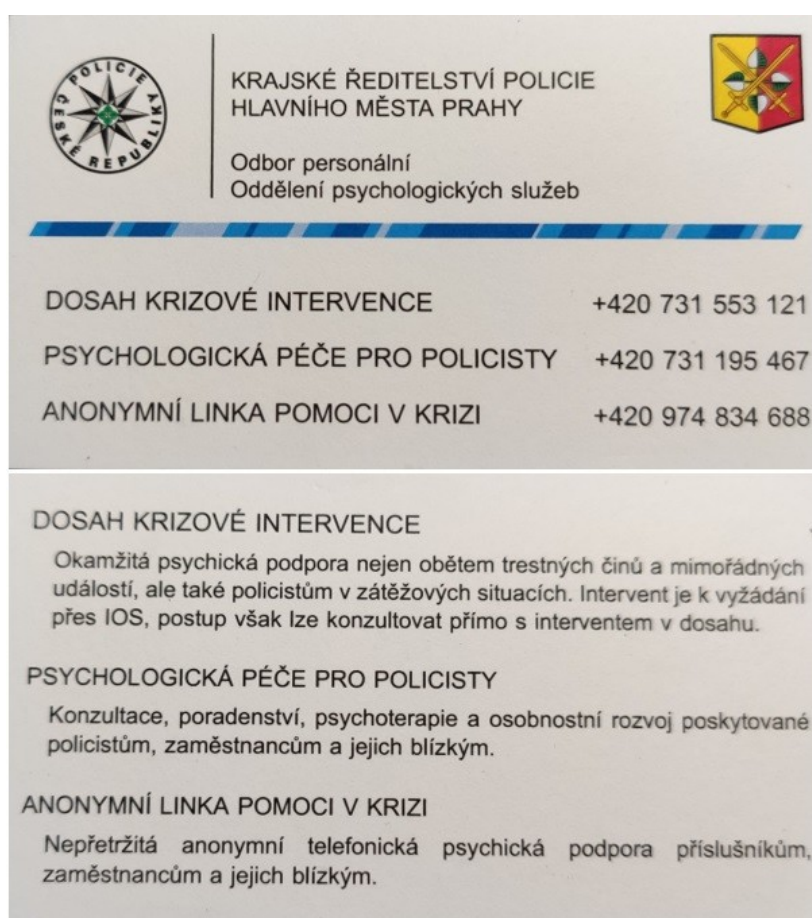 POLICIE ČESKÉ REPUBLIKY
KRAJSKÉ ŘEDITELSTVÍ POLICIE
HLAVNÍHO MĚSTA PRAHY
Odbor personální
Oddělení psychologických služeb
DOSAH KRIZOVÉ INTERVENCE +420 731 553 121
PSYCHOLOGICKÁ PÉČE PRO POLICISTY +420 731 195 467
ANONYMNÍ LINKA POMOCI V KRIZI +420 974 834 688
DOSAH KRIZOVÉ INTERVENCE
Okamžitá psychická podpora nejen obětem trestných činů a mimořádných
událostí, ale také policistům v zátěžových situacích. Intervent je k vyžádání
přes IOS, postup však lze konzultovat přímo s interventem v dosahu.
PSYCHOLOGICKÁ PÉČE PRO POLICISTY
Konzultace, poradenství, psychoterapie a osobnostní rozvoj poskytované
policistům, zaměstnancům a jejich blízkým.
ANONYMNÍ LINKA POMOCI V KRIZI
Nepřetržitá anonymní telefonická psychická podpora příslušníkům,
zaměstnancům a jejich blízkým.